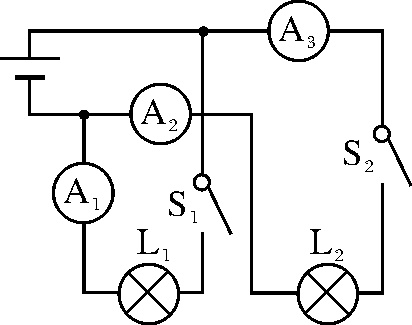 A₃
A₂
S₂
A₁
S₁
L₁
L₂